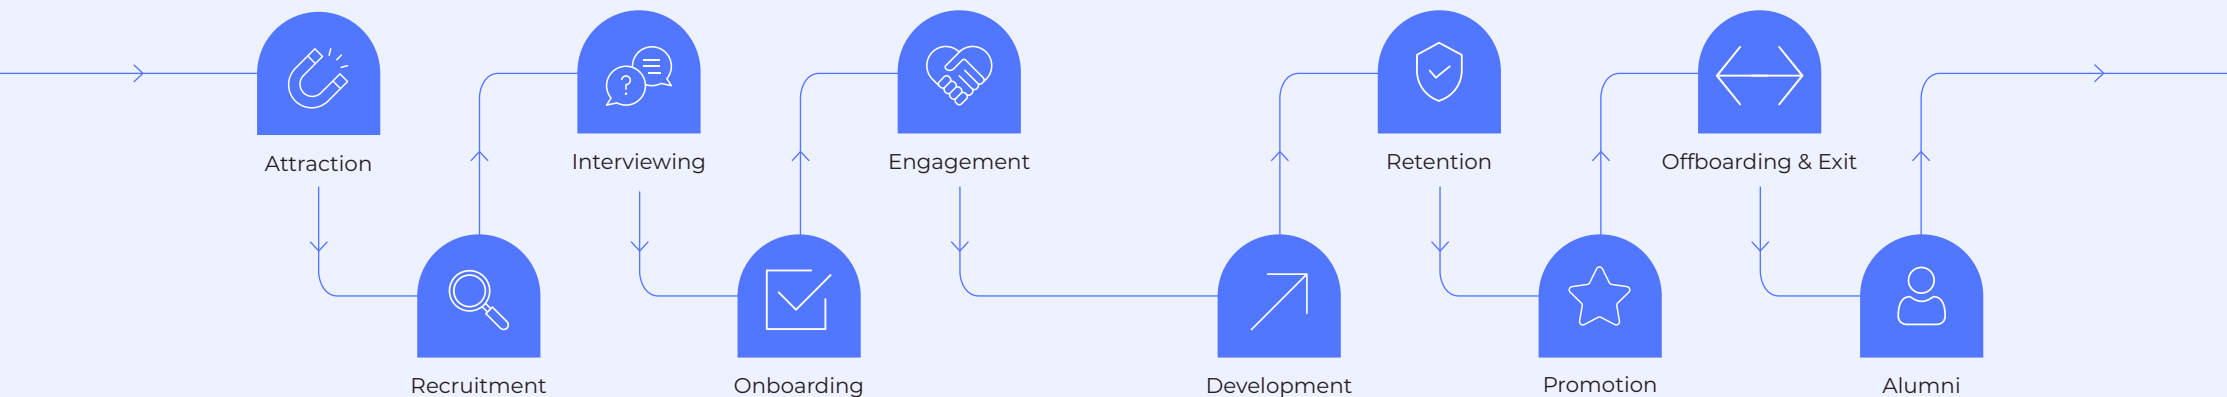 Attraction
Recruitment
Interviewing
?
Onboarding
Engagement
Development
Retention
Promotion
Offboarding & Exit
Alumni